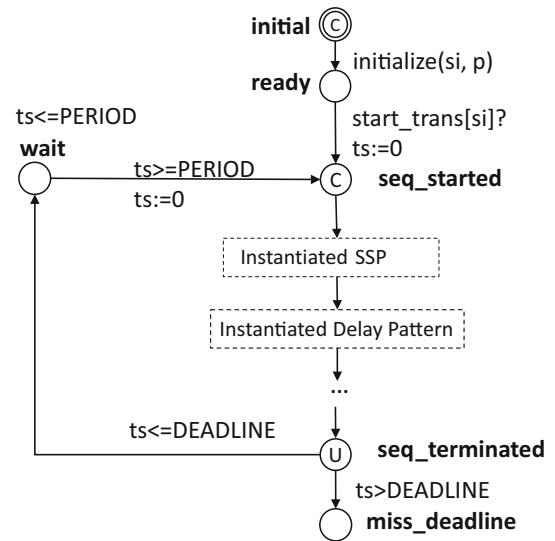 initial
C
initialize(si, p)
ready
start_trans[si]?
ts:=0
ts<=PERIOD
wait
ts>=PERIOD
ts:=0
C
seq_started
Instantiated SSP
Instantiated Delay Pattern
...
ts<=DEADLINE
U
seq_terminated
ts>DEADLINE
miss_deadline